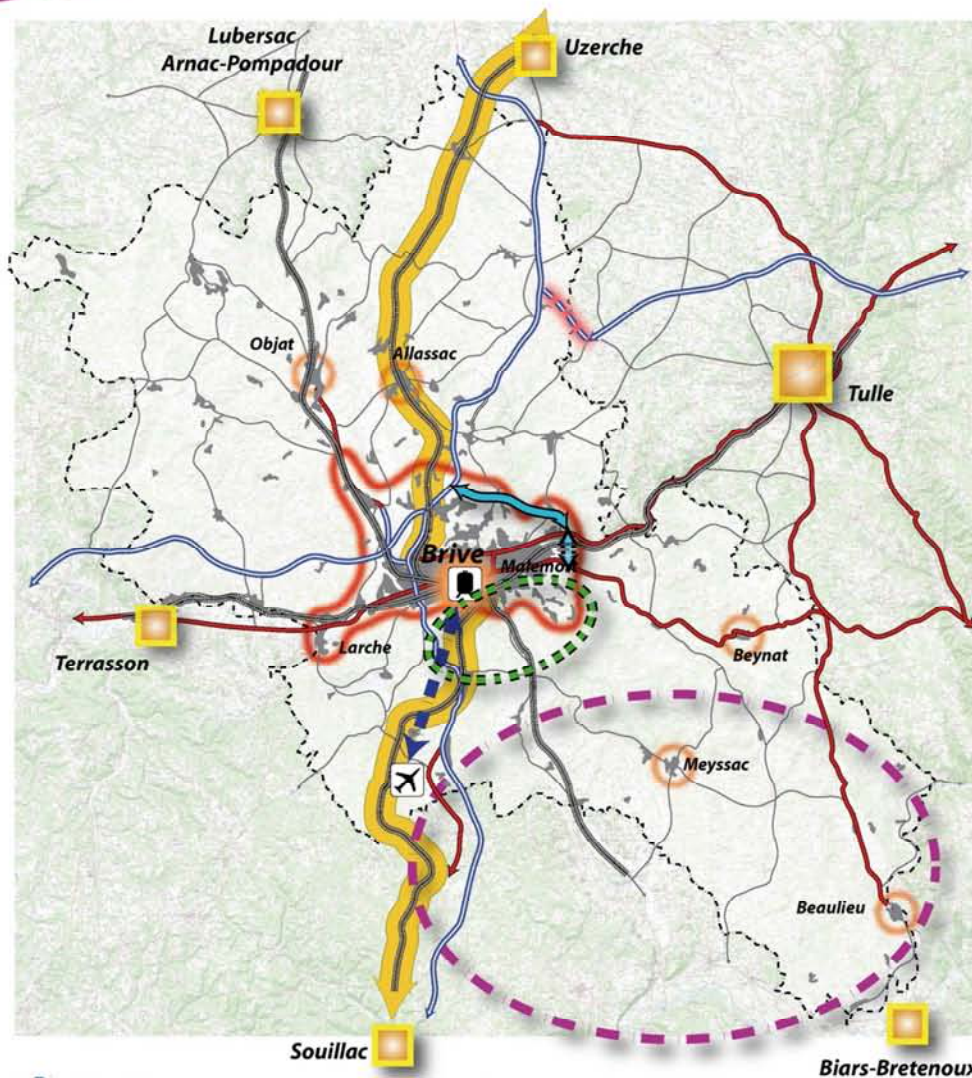 Lubersac
Arnac-Pompadour
Uzerche
Objat
Allassac
Tulle
Brive
Malemort
Larche
Terrasson
Beynat
Meyssac
Beaulieu
Souillac
Biars-Bretenoux